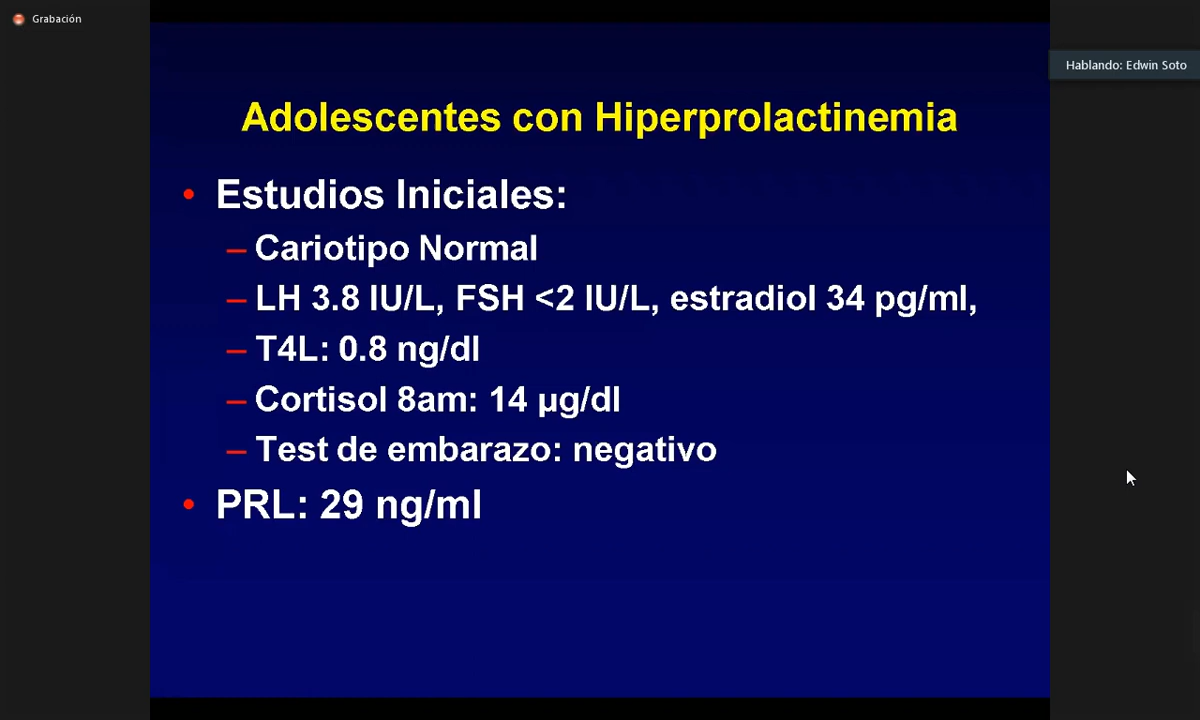 Grabación
Hablando: Edwin Soto
Adolescentes con Hiperprolactinemia
• Estudios Iniciales:
– Cariotipo Normal
– LH 3.8 IU/L, FSH <2 IU/L, estradiol 34 pg/ml,
– T4L: 0.8 ng/dl
– Cortisol 8am: 14 µg/dl
– Test de embarazo: negativo
• PRL: 29 ng/ml